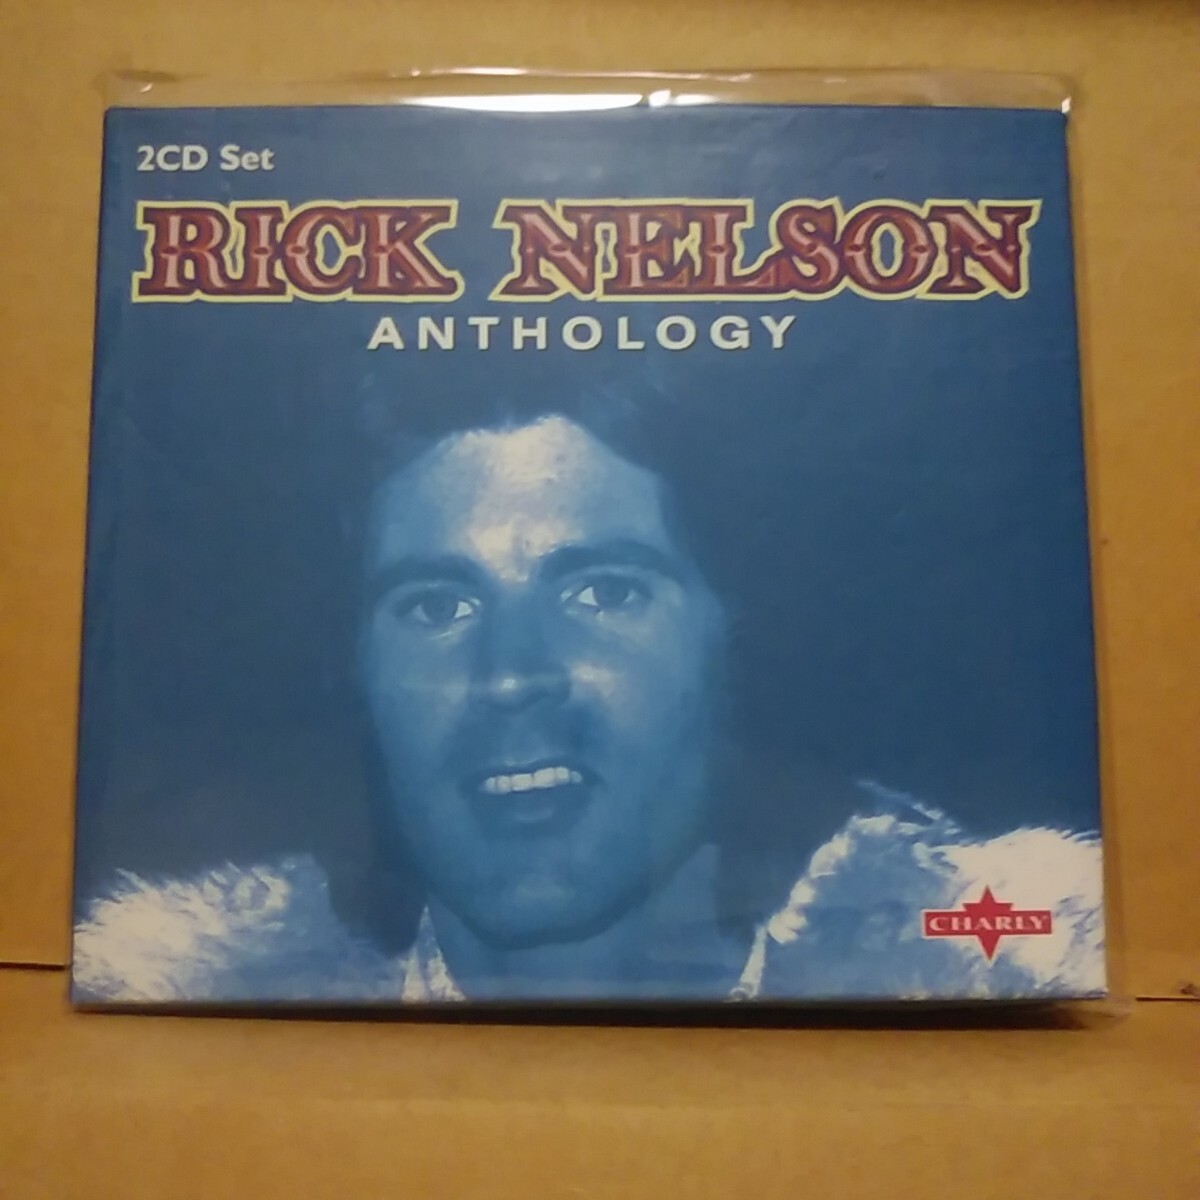 2CD Set
RICK NELSON
ANTHOLOGY
CHARLY